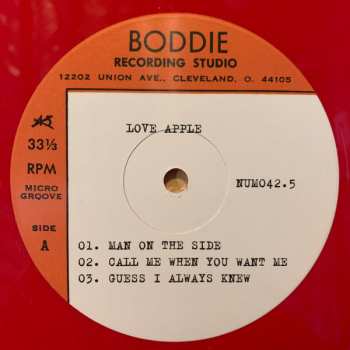 BODDIE
RECORDING STUDIO
12202 UNION AVE., CLEVELAND, O. 44105
LOVE APPLE
33⅓
RPM
MICRO
GROOVE
NUM042.5
SIDE
A
01. MAN ON THE SIDE
02. CALL ME WHEN YOU WANT ME
03. GUESS I ALWAYS KNEW